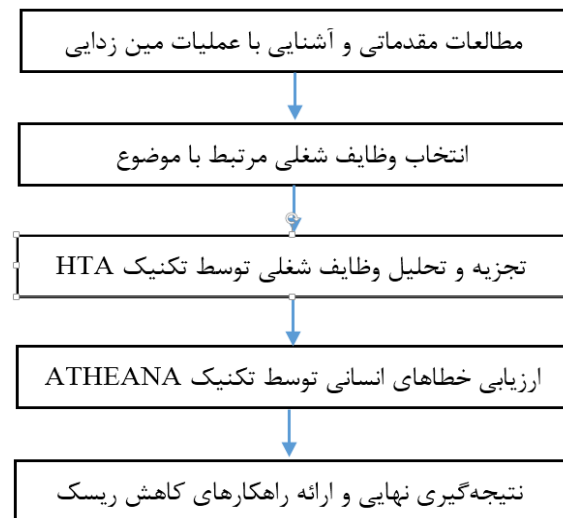 مطالعات مقدماتی و آشنایی با عملیات مین زدایی
انتخاب وظایف شغلی مرتبط با موضوع
تجزیه و تحلیل وظایف شغلی توسط تکنیک HTA
ارزیابی خطاهای انسانی توسط تکنیک ATHEANA
نتیجه‌گیری نهایی و ارائه راهکارهای کاهش ریسک